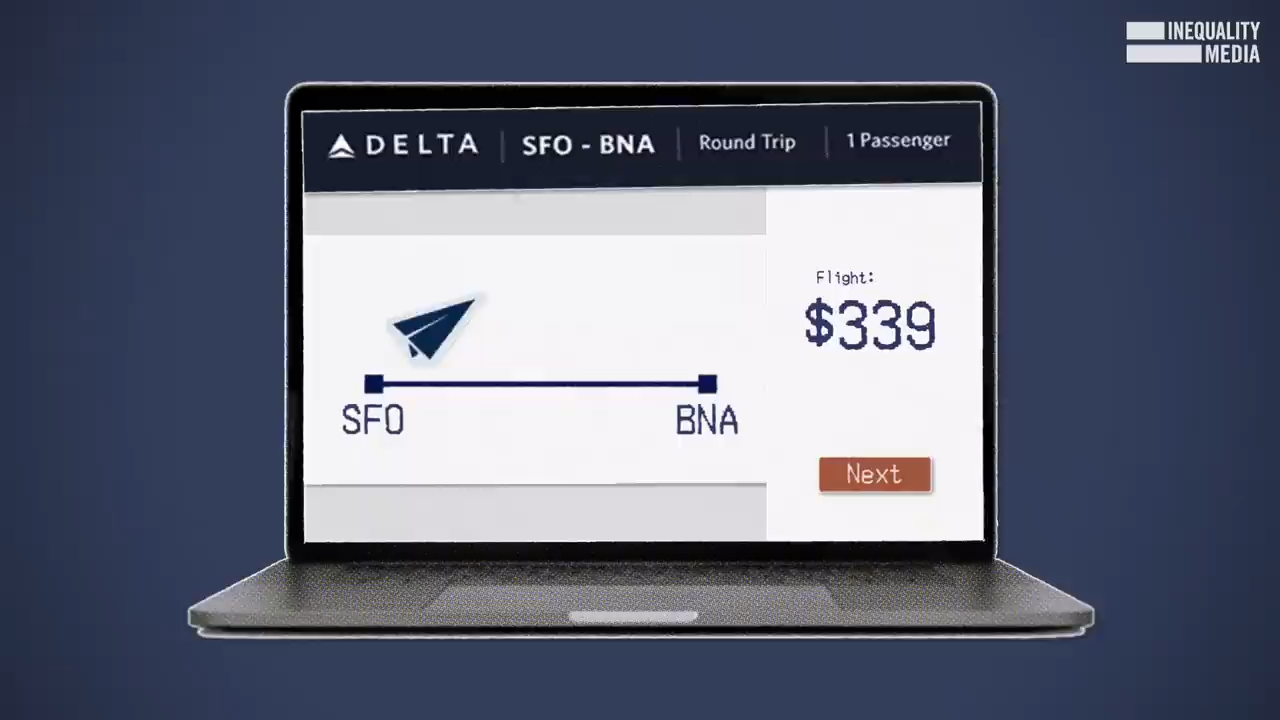 INEQUALITY
MEDIA
DELTA SFO - BNA Round Trip 1 Passenger
Flight:
$339
SFO BNA
Next